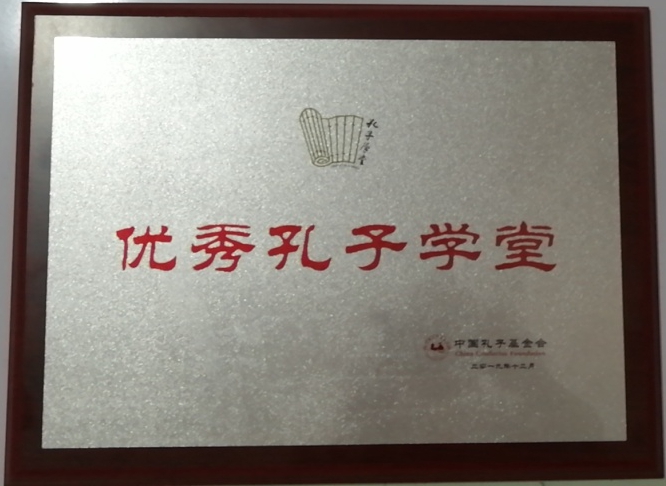 孔子学堂
优秀孔子学堂
中国孔子基金会
China Confucius Foundation
二零一九年十二月